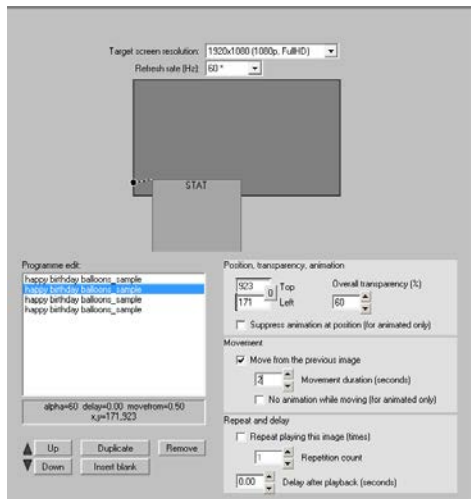 Target screen resolution: 1920x1080 (1080p, FullHD)
Refresh rate (Hz): 60 *
STAT
Programme edit:
happy birthday balloons_sample
happy birthday balloons_sample
happy birthday balloons_sample
happy birthday balloons_sample
alpha=60 delay=0.00 movefrom=0.50
x,y=171,923
Up Duplicate Remove
Down Insert blank
Position, transparency, animation
923 0 Top Overall transparency (%)
171 Left 60
Suppress animation at position (for animated only)
Movement
Move from the previous image
2 Movement duration (seconds)
No animation while moving (for animated only)
Repeat and delay
Repeat playing this image (times)
1 Repetition count
0.00 Delay after playback (seconds)